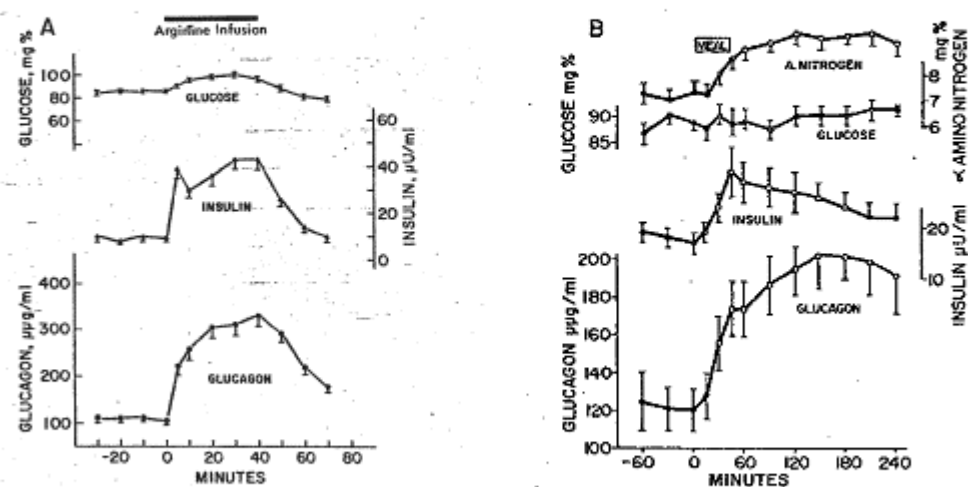 A
Arginine Infusion
GLUCOSE, mg %
100
80
60
GLUCOSE
60
40
20
0
INSULIN, µU/ml
INSULIN
400
300
200
100
GLUCAGON, µµg/ml
GLUCAGON
-20 0 20 40 60 80
MINUTES
B
MEAL
A. NITROGEN
mg %
8
7
6
α AMINO NITROGEN
GLUCOSE mg %
90
85
GLUCOSE
INSULIN
20
10
INSULIN µU/ml
200
180
160
140
120
100
GLUCAGON µµg/ml
GLUCAGON
-60 0 60 120 180 240
MINUTES